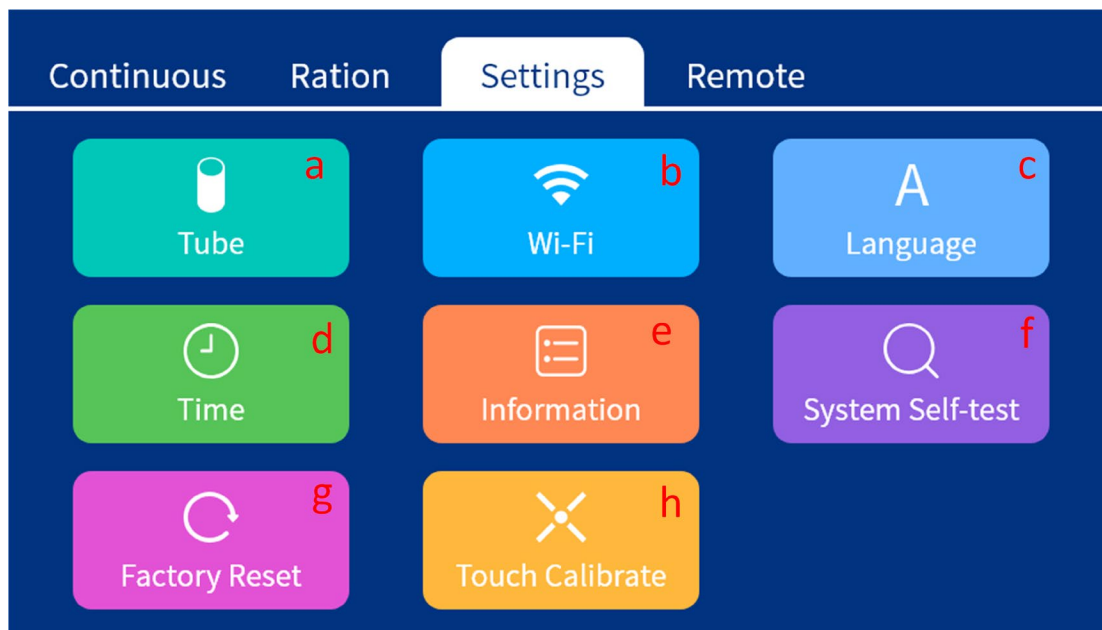 Continuous Ration Settings Remote
a b c
A
Tube Wi-Fi Language
d e f
Time Information System Self-test
g h
Factory Reset Touch Calibrate